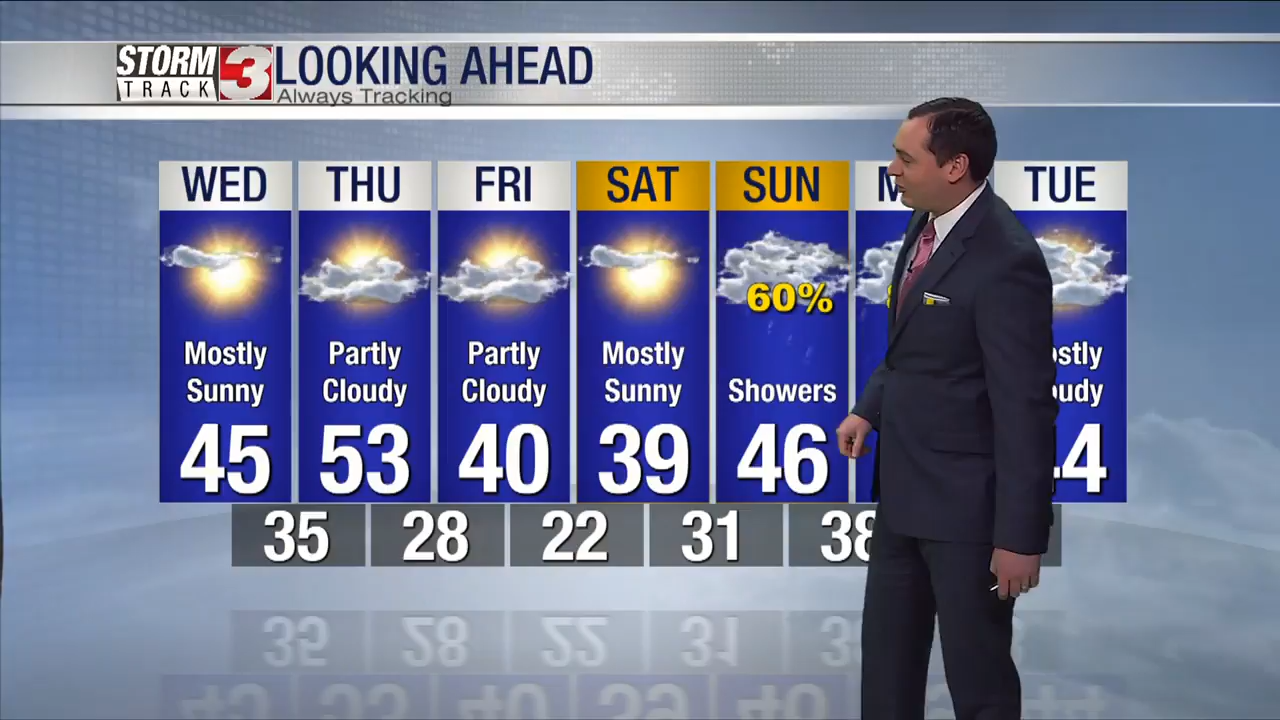 STORM
TRACK
3
LOOKING AHEAD
Always Tracking
WED
THU
FRI
SAT
SUN
TUE
60%
Mostly
Sunny
Partly
Cloudy
Partly
Cloudy
Mostly
Sunny
Showers
45
53
40
39
46
35
28
22
31
38